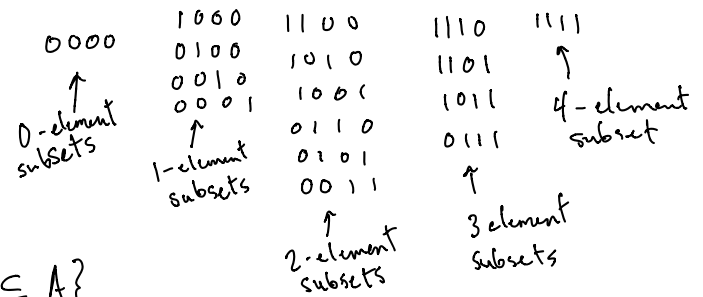 0000
0-element
subsets
1000
0100
0010
0001
1-element
subsets
1100
1010
1001
0110
0101
0011
2-element
subsets
1110
1101
1011
0111
3 element
subsets
1111
4-element
subset
⊆ A}